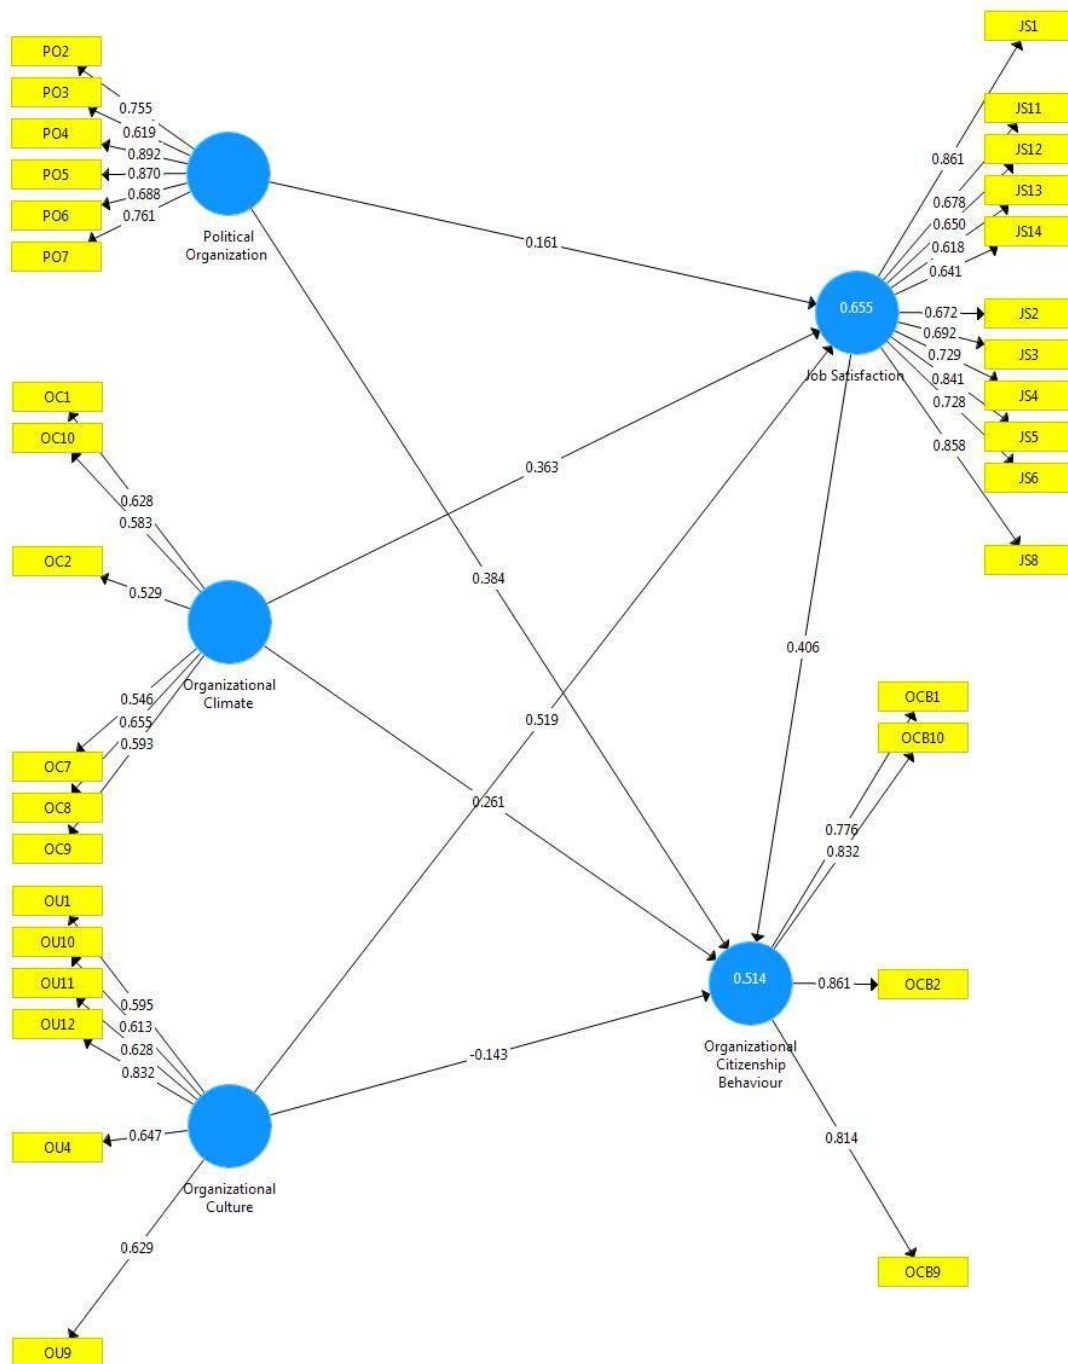 JS1
PO2
PO3
PO4
PO5
PO6
PO7
0.755
0.619
0.892
0.870
0.688
0.761
Political
Organization
JS11
JS12
JS13
JS14
0.861
0.678
0.650
0.618
0.641
0.161
0.655
Job Satisfaction
0.672
0.692
0.729
0.841
0.728
0.858
JS2
JS3
JS4
JS5
JS6
JS8
OC1
OC10
0.628
0.583
OC2
0.529
0.363
0.384
Organizational
Climate
0.546
0.655
0.593
OC7
OC8
OC9
0.406
0.519
0.261
OCB1
OCB10
0.776
0.832
OU1
OU10
OU11
OU12
0.595
0.613
0.628
0.832
0.514
0.861
OCB2
Organizational
Citizenship
Behaviour
-0.143
OU4
0.647
0.814
Organizational
Culture
0.629
OCB9
OU9